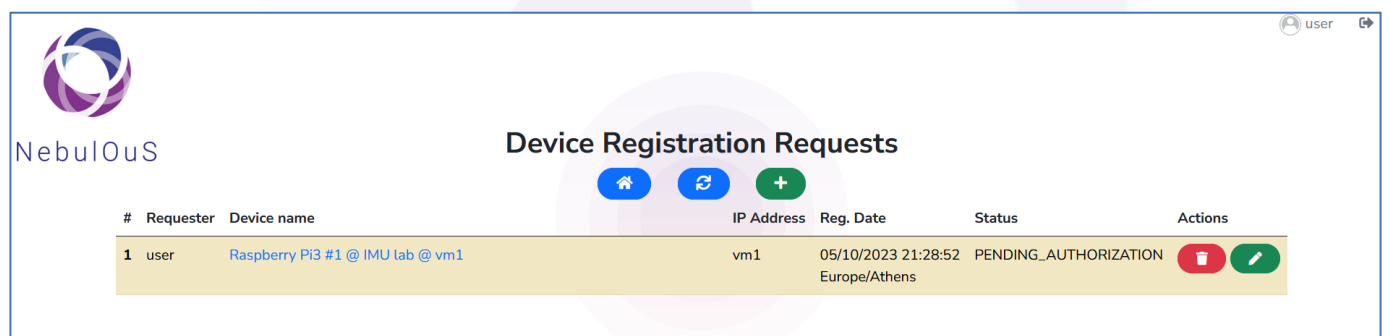 user
NebulOuS
Device Registration Requests
# Requester Device name IP Address Reg. Date Status Actions
1 user Raspberry Pi3 #1 @ IMU lab @ vm1 vm1 05/10/2023 21:28:52 PENDING_AUTHORIZATION
Europe/Athens